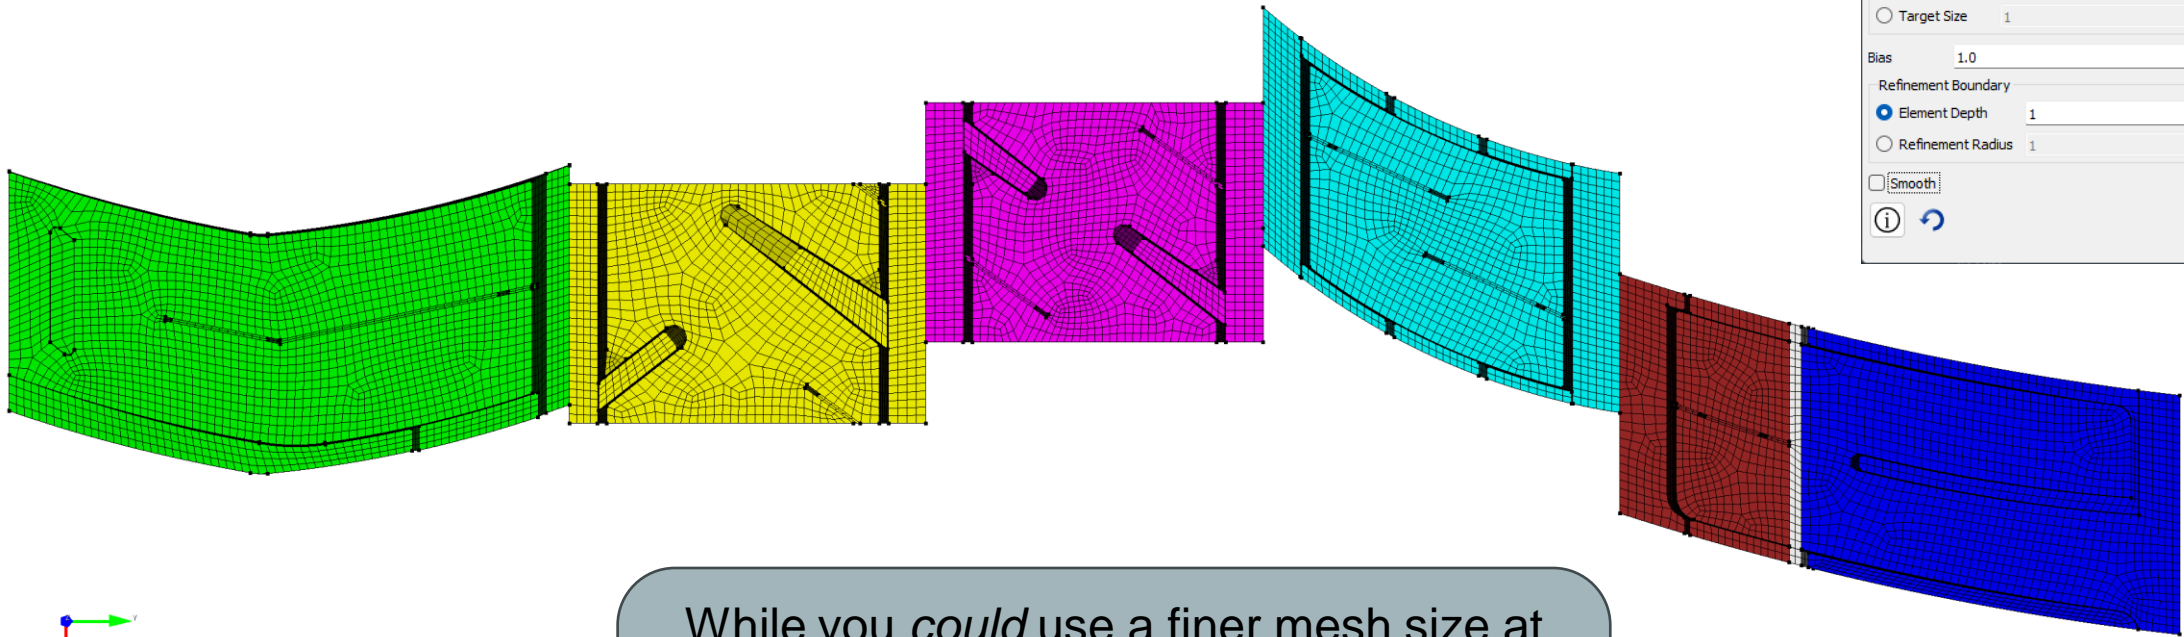 Target Size 1
Bias 1.0
Refinement Boundary
Element Depth 1
Refinement Radius 1
Smooth
Y
While you could use a finer mesh size at